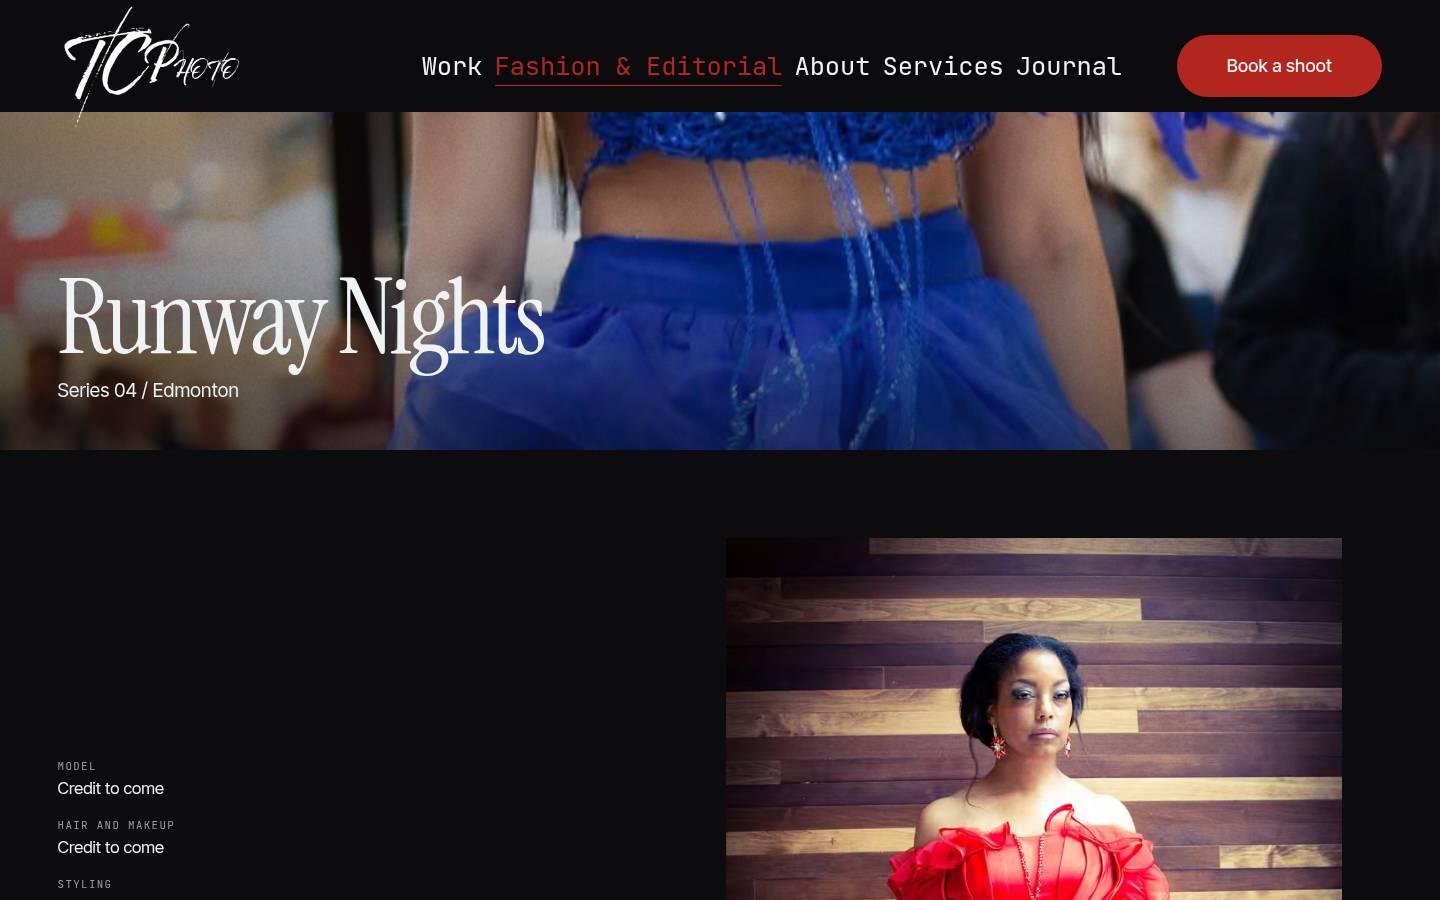 TCPHOTO
Work Fashion & Editorial About Services Journal
Book a shoot
Runway Nights
Series 04 / Edmonton
MODEL
Credit to come
HAIR AND MAKEUP
Credit to come
STYLING